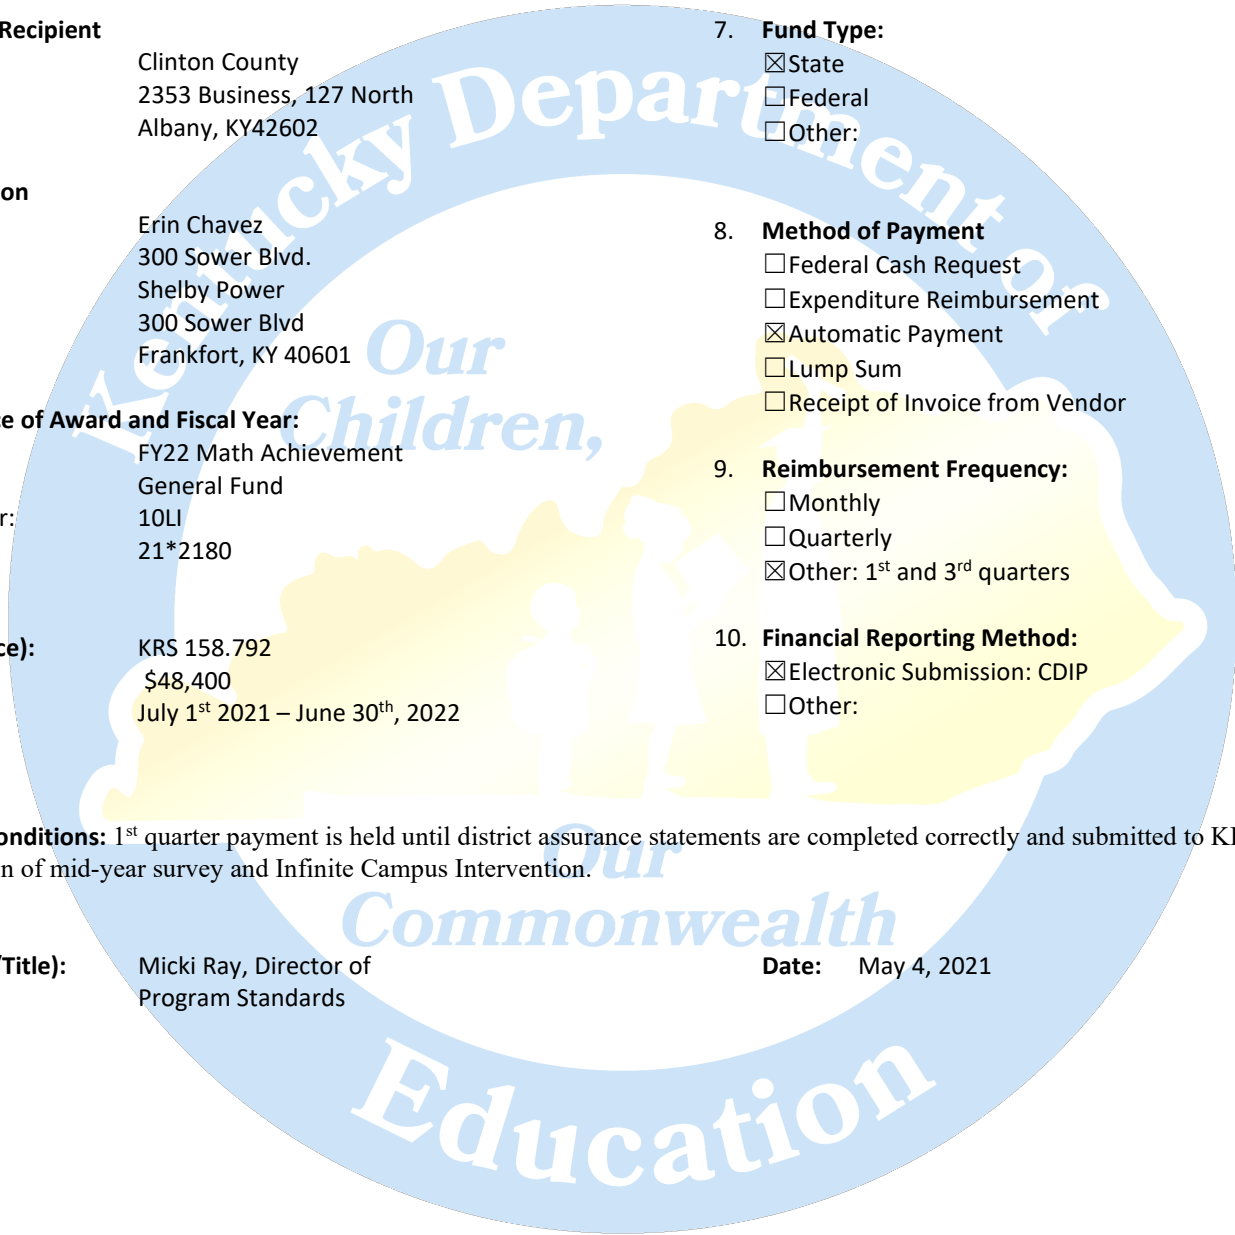 Recipient
Clinton County
2353 Business, 127 North
Albany, KY42602
on
Erin Chavez
300 Sower Blvd.
Shelby Power
300 Sower Blvd
Frankfort, KY 40601
e of Award and Fiscal Year:
FY22 Math Achievement
General Fund
r: 10LI
21*2180
ce): KRS 158.792
$48,400
July 1st 2021 – June 30th, 2022
7. Fund Type:
☒State
☐Federal
☐Other:
8. Method of Payment
☐Federal Cash Request
☐Expenditure Reimbursement
☒Automatic Payment
☐Lump Sum
☐Receipt of Invoice from Vendor
9. Reimbursement Frequency:
☐Monthly
☐Quarterly
☒Other: 1st and 3rd quarters
10. Financial Reporting Method:
☒Electronic Submission: CDIP
☐Other:
onditions: 1st quarter payment is held until district assurance statements are completed correctly and submitted to
n of mid-year survey and Infinite Campus Intervention.
/Title): Micki Ray, Director of
Program Standards
Date: May 4, 2021
Kentucky Department of
Education
Our
Children,
Our
Commonwealth